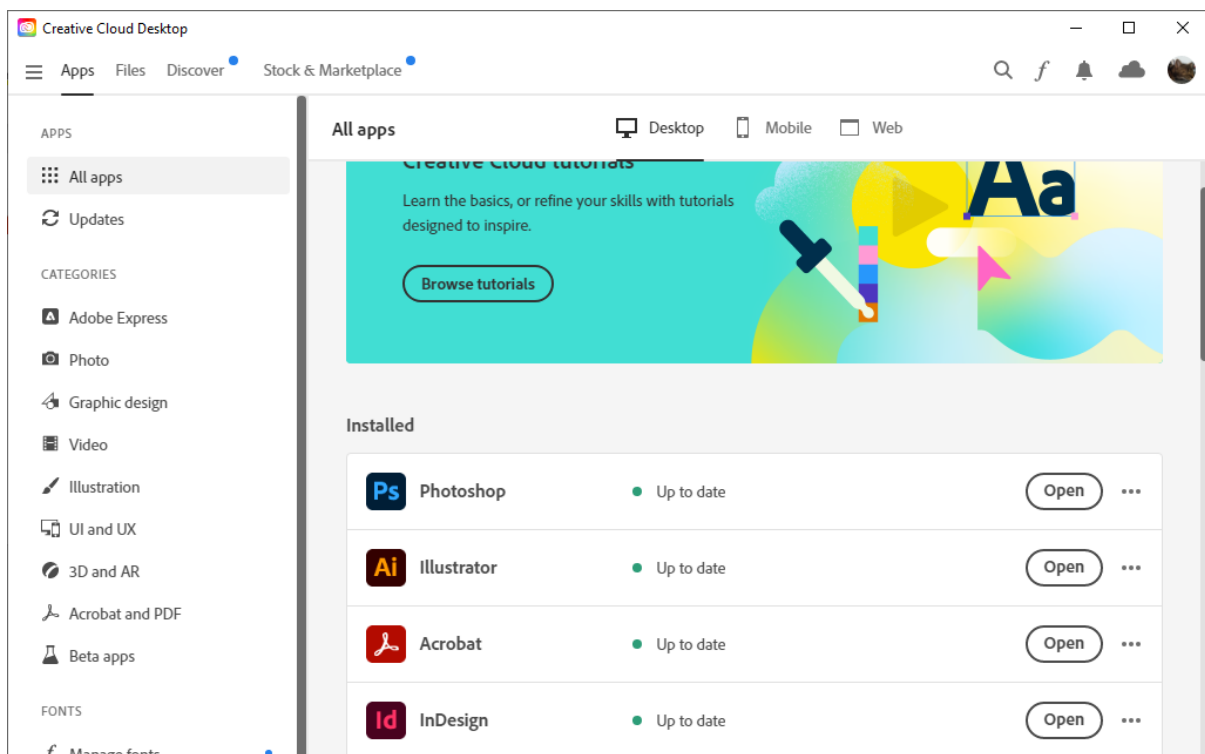 Creative Cloud Desktop
Apps Files Discover Stock & Marketplace f
APPS
All apps
Updates
CATEGORIES
Adobe Express
Photo
Graphic design
Video
Illustration
UI and UX
3D and AR
Acrobat and PDF
Beta apps
FONTS
f Manage fonts
All apps Desktop Mobile Web
Creative Cloud tutorials
Learn the basics, or refine your skills with tutorials
designed to inspire.
Browse tutorials
Aa
Installed
Ps Photoshop Up to date Open
Ai Illustrator Up to date Open
Acrobat Up to date Open
Id InDesign Up to date Open